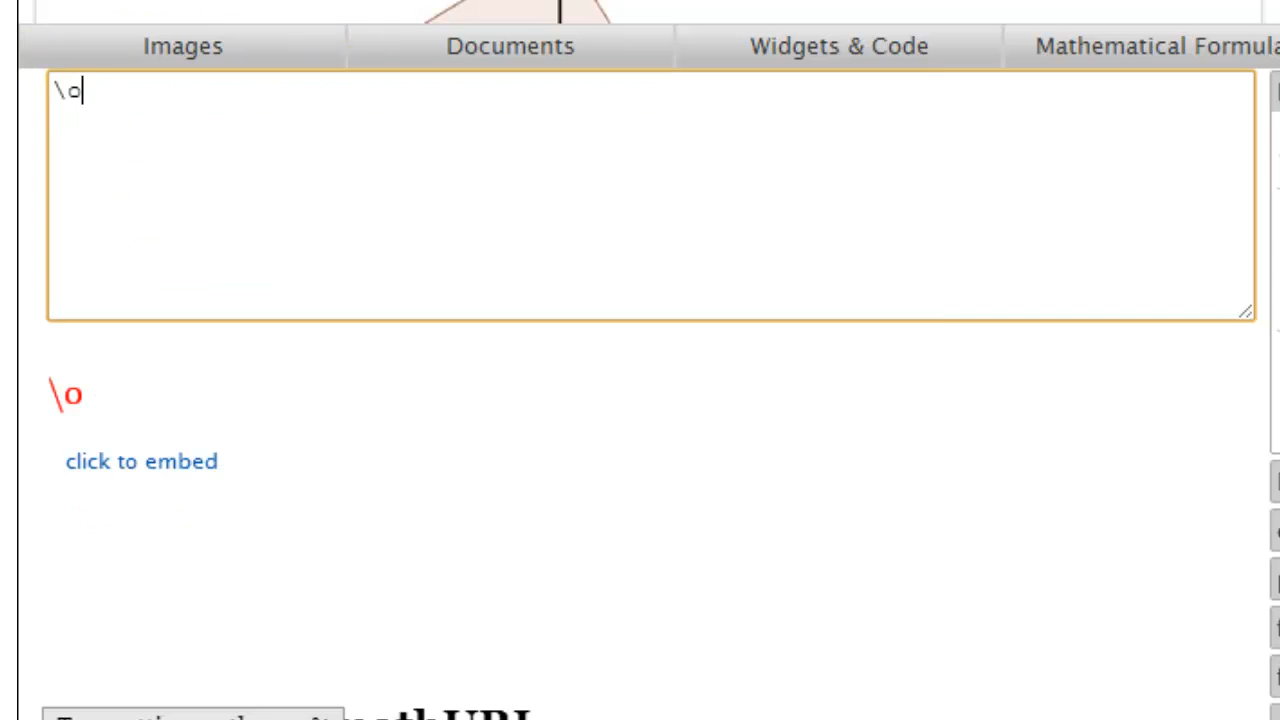 Images Documents Widgets & Code Mathematical Formula
\o
\o
click to embed